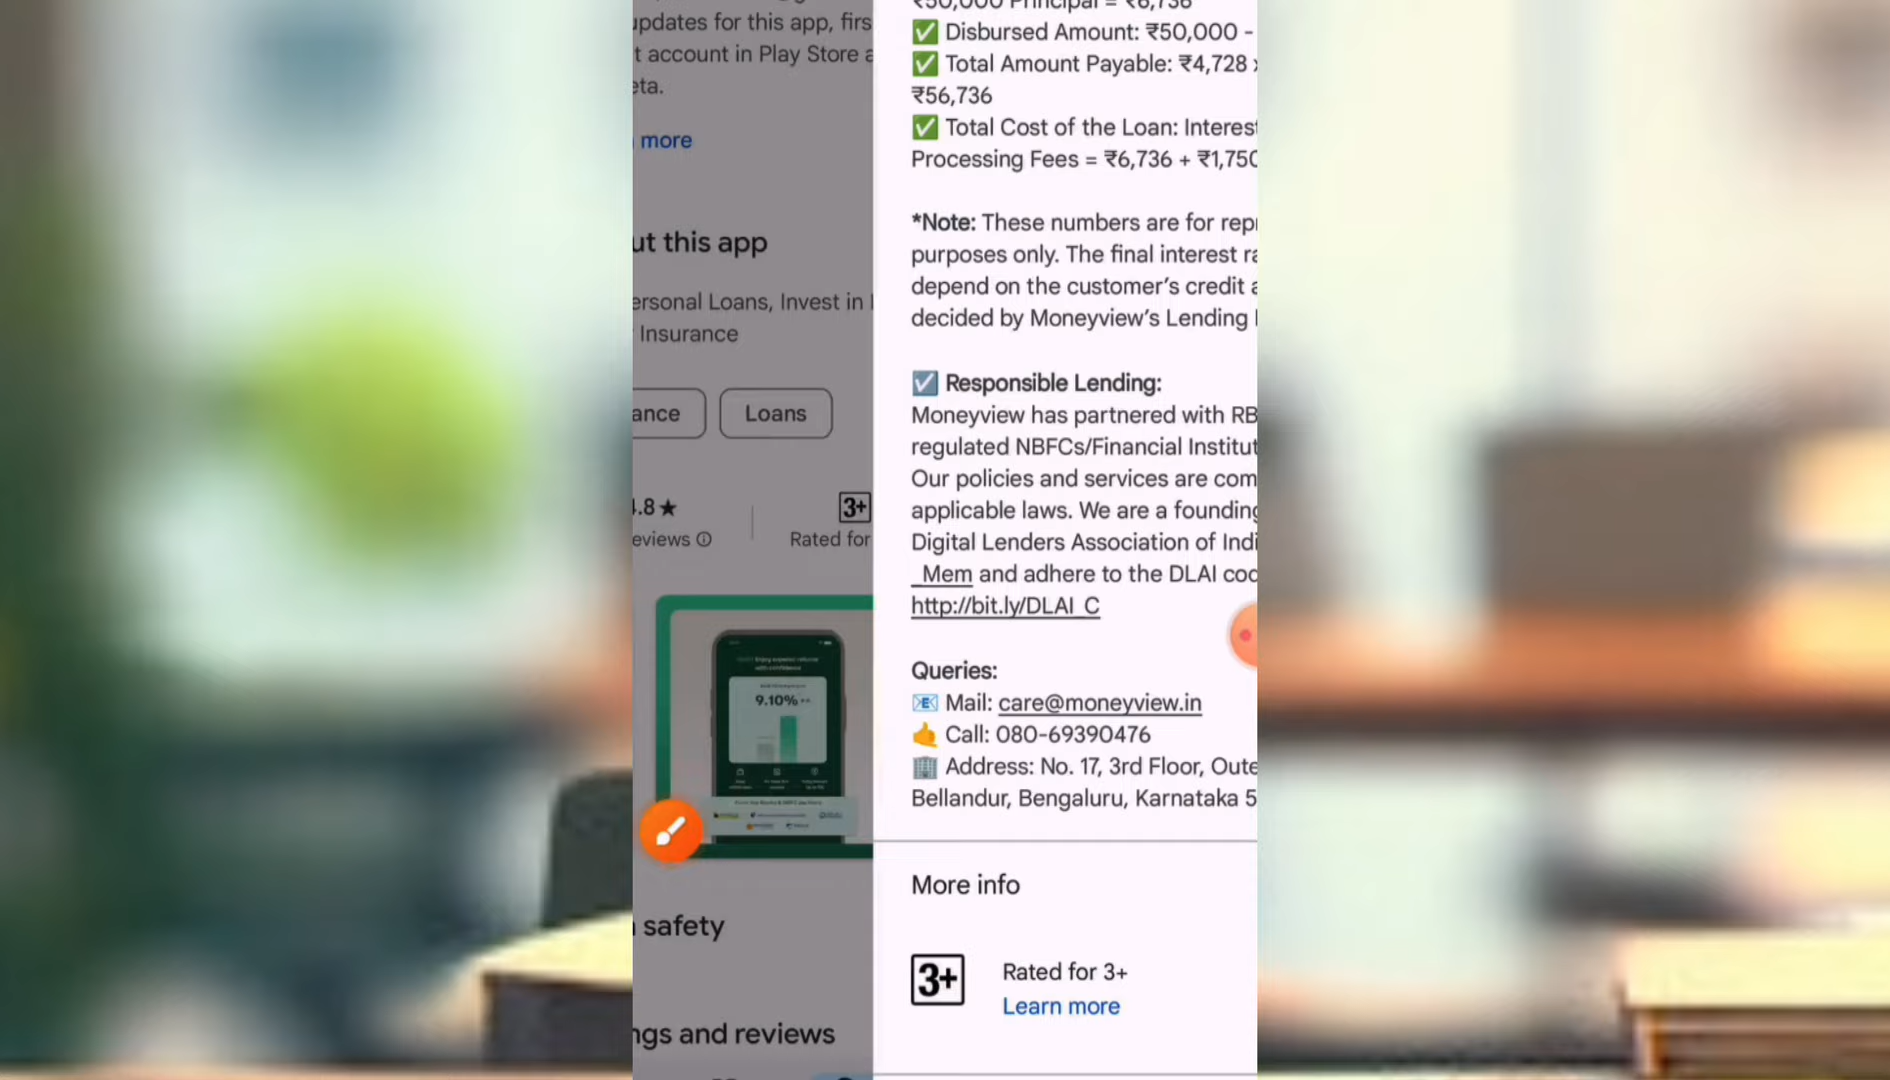 updates for this app, firs
t account in Play Store a
eta.
more
ut this app
ersonal Loans, Invest in
Insurance
ance
Loans
4.8★
eviews
3+
Rated for
9.10%
safety
ngs and reviews
₹50,000 Principal = ₹6,736
✅ Disbursed Amount: ₹50,000 -
✅ Total Amount Payable: ₹4,728 x
₹56,736
✅ Total Cost of the Loan: Interest
Processing Fees = ₹6,736 + ₹1,750
*Note: These numbers are for repr
purposes only. The final interest ra
depend on the customer’s credit a
decided by Moneyview’s Lending
☑ Responsible Lending:
Moneyview has partnered with RB
regulated NBFCs/Financial Institut
Our policies and services are com
applicable laws. We are a founding
Digital Lenders Association of Indi
_Mem and adhere to the DLAI cod
http://bit.ly/DLAI_C
Queries:
📧 Mail: care@moneyview.in
🤙 Call: 080-69390476
🏢 Address: No. 17, 3rd Floor, Oute
Bellandur, Bengaluru, Karnataka 5
More info
3+
Rated for 3+
Learn more